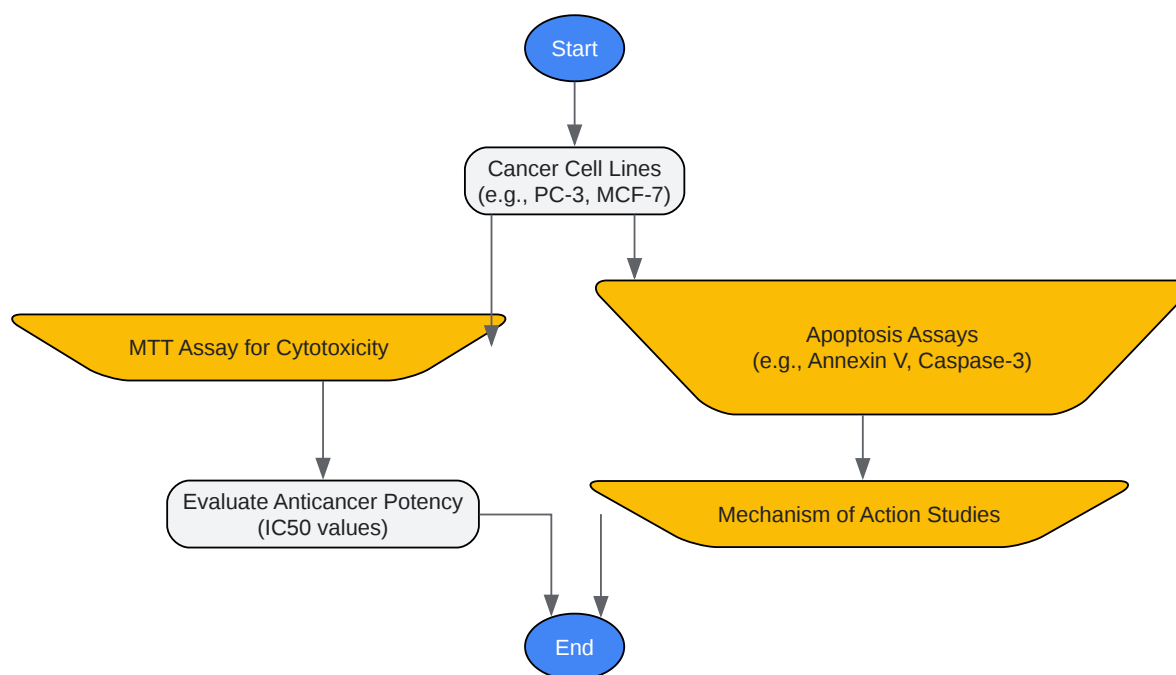 Start
Cancer Cell Lines
(e.g., PC-3, MCF-7)
MTT Assay for Cytotoxicity
Apoptosis Assays
(e.g., Annexin V, Caspase-3)
Evaluate Anticancer Potency
(IC50 values)
Mechanism of Action Studies
End